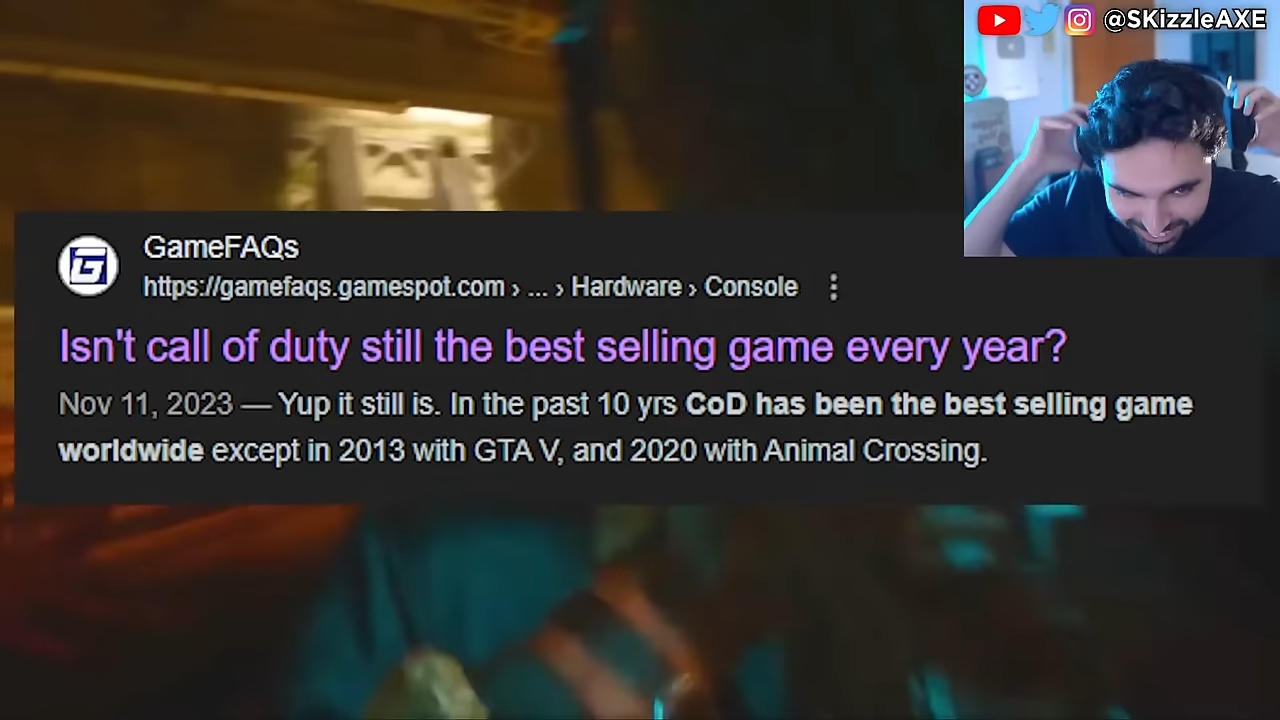 @SKizzleAXE
GameFAQs
https://gamefaqs.gamespot.com › ... › Hardware › Console
Isn't call of duty still the best selling game every year?
Nov 11, 2023 — Yup it still is. In the past 10 yrs CoD has been the best selling game
worldwide except in 2013 with GTA V, and 2020 with Animal Crossing.